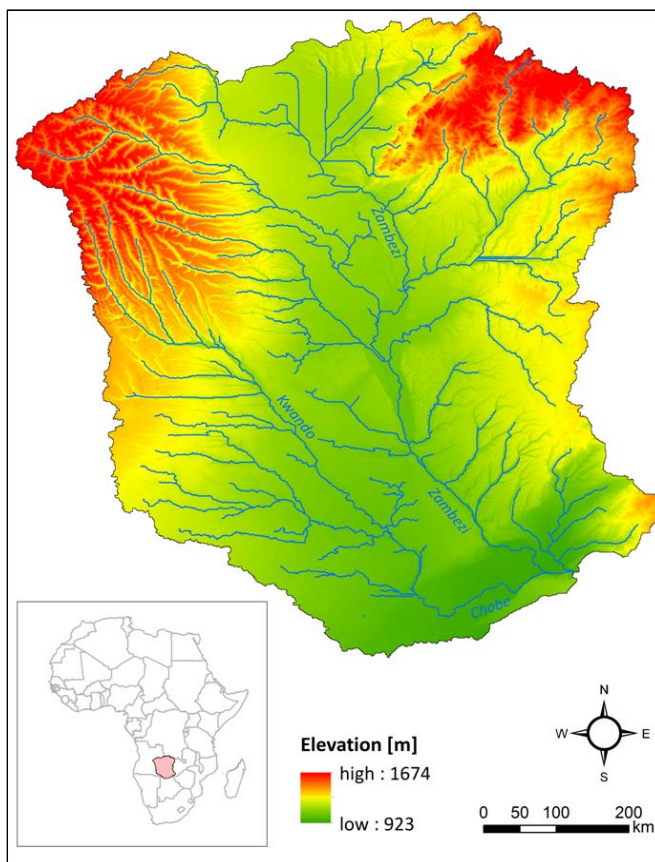 Zambezi
Kwando
Zambezi
Chobe
N
W E
S
Elevation [m]
high : 1674
low : 923
0 50 100 200
km